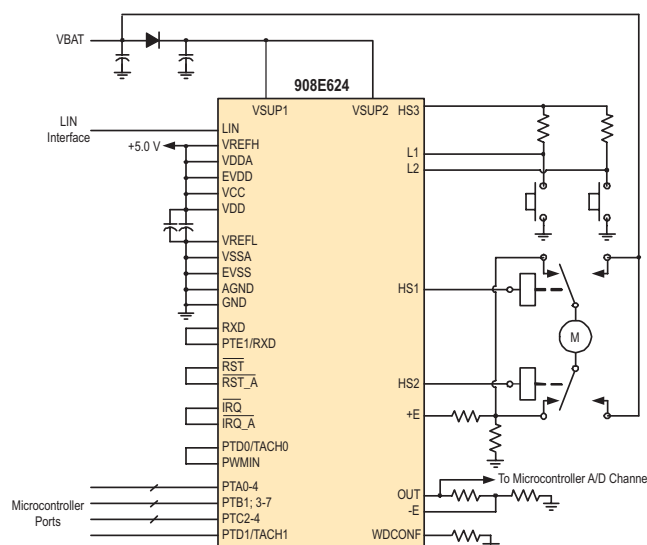 VBAT
908E624
VSUP1
VSUP2
HS3
LIN
Interface
LIN
+5.0 V
VREFH
VDDA
EVDD
VCC
VDD
VREFL
VSSA
EVSS
AGND
GND
L1
L2
HS1
M
HS2
+E
RXD
PTE1/RXD
RST
RST_A
IRQ
IRQ_A
PTD0/TACH0
PWMIN
To Microcontroller A/D Channe
Microcontroller
Ports
PTA0-4
PTB1; 3-7
PTC2-4
PTD1/TACH1
OUT
-E
WDCONF